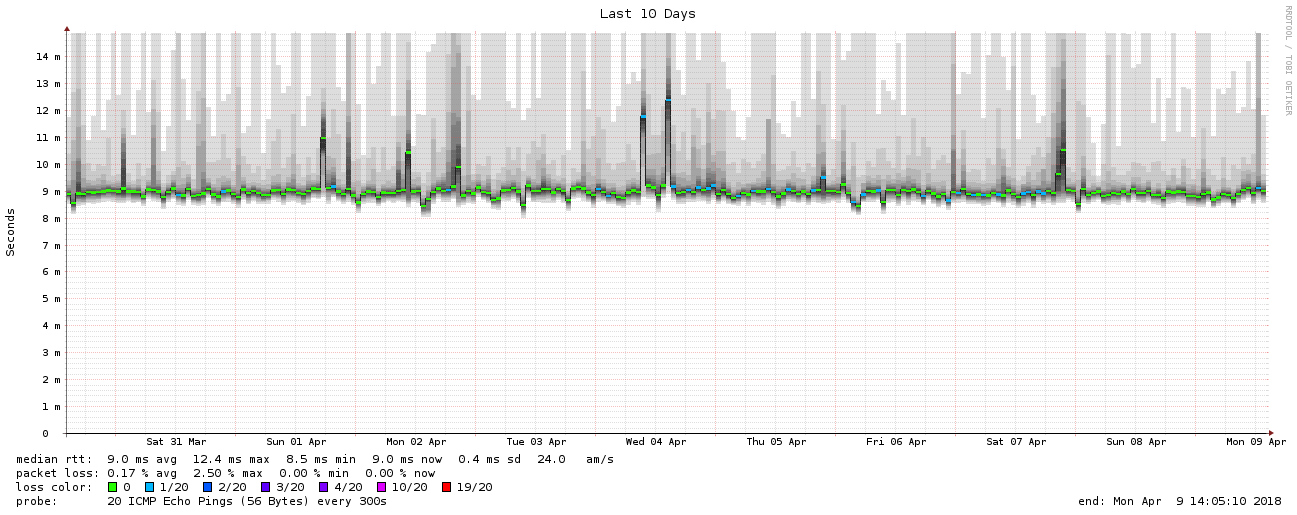 Last 10 Days
RRDTOOL / TOBI OETIKER
Seconds
14 m
13 m
12 m
11 m
10 m
9 m
8 m
7 m
6 m
5 m
4 m
3 m
2 m
1 m
0
Sat 31 Mar Sun 01 Apr Mon 02 Apr Tue 03 Apr Wed 04 Apr Thu 05 Apr Fri 06 Apr Sat 07 Apr Sun 08 Apr Mon 09 Apr
median rtt: 9.0 ms avg 12.4 ms max 8.5 ms min 9.0 ms now 0.4 ms sd 24.0 am/s
packet loss: 0.17 % avg 2.50 % max 0.00 % min 0.00 % now
loss color: 0 1/20 2/20 3/20 4/20 10/20 19/20
probe: 20 ICMP Echo Pings (56 Bytes) every 300s end: Mon Apr 9 14:05:10 2018